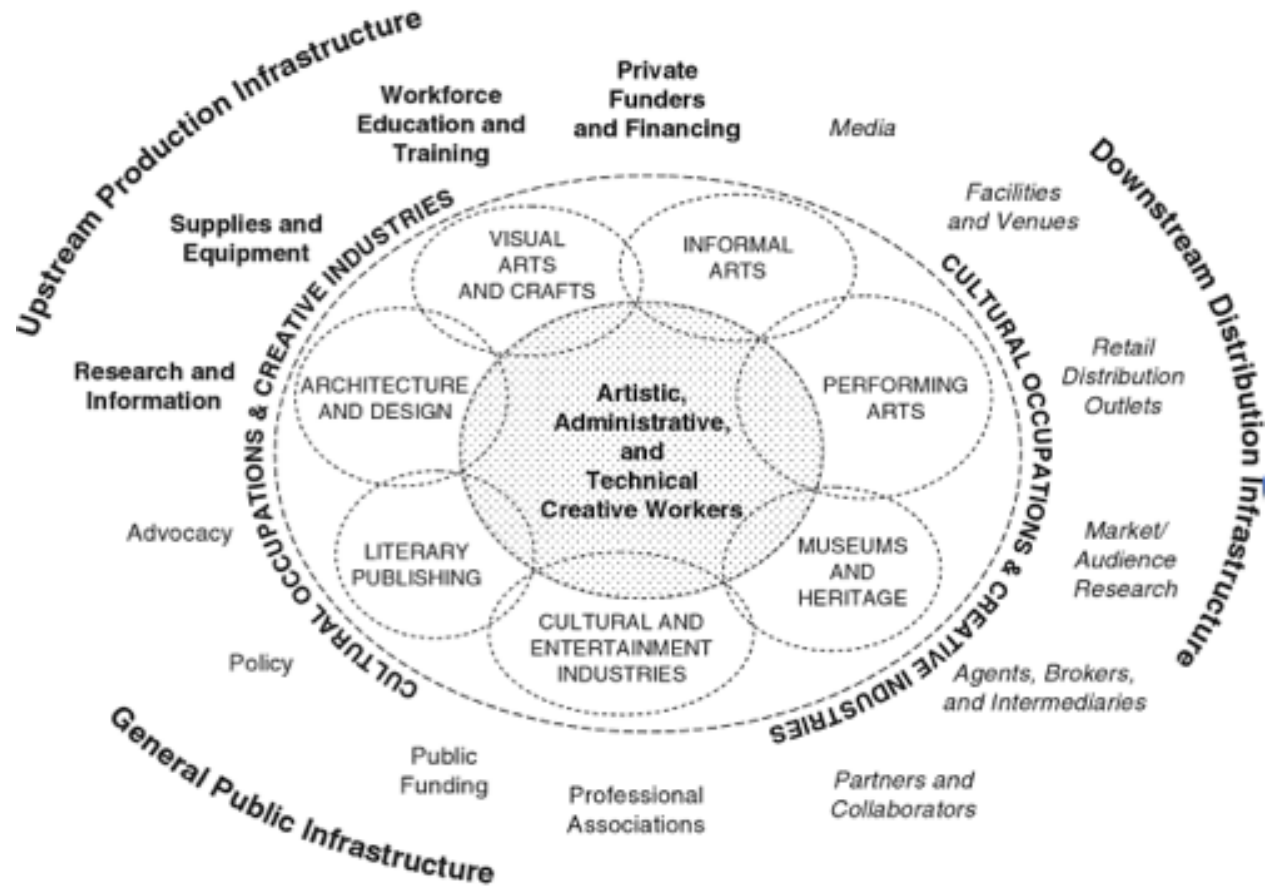 Upstream Production Infrastructure
Workforce
Education and
Training
Private
Funders
and Financing
Media
Downstream Distribution Infrastructure
Facilities
and Venues
Supplies and
Equipment
CULTURAL OCCCUPATIONS & CREATIVE INDUSTRIES
VISUAL
ARTS
AND CRAFTS
INFORMAL
ARTS
CULTURAL OCCUPATIONS & CREATIVE INDUSTRIES
Research and
Information
ARCHITECTURE
AND DESIGN
Artistic,
Administrative,
and
Technical
Creative Workers
PERFORMING
ARTS
Retail
Distribution
Outlets
Advocacy
LITERARY
PUBLISHING
MUSEUMS
AND
HERITAGE
Market/
Audience
Research
CULTURAL AND
ENTERTAINMENT
INDUSTRIES
Policy
Agents, Brokers,
and Intermediaries
General Public Infrastructure
Public
Funding
Professional
Associations
Partners and
Collaborators